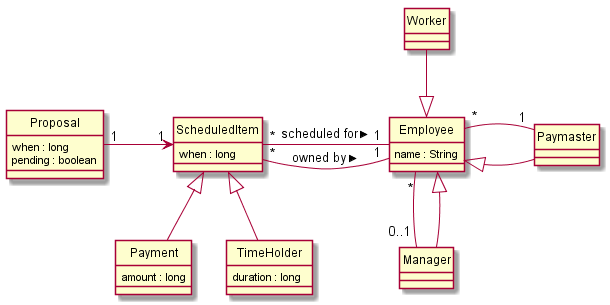 Worker
Proposal
when : long
pending : boolean
1
1
ScheduledItem
when : long
* scheduled for▶ 1
* owned by▶ 1
Employee
name : String
* 1
Paymaster
*
0..1
Payment
amount : long
TimeHolder
duration : long
Manager